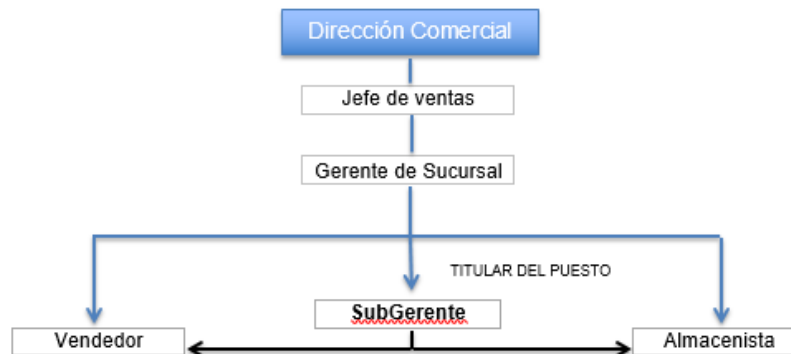 Dirección Comercial
Jefe de ventas
Gerente de Sucursal
TITULAR DEL PUESTO
SubGerente
Vendedor
Almacenista